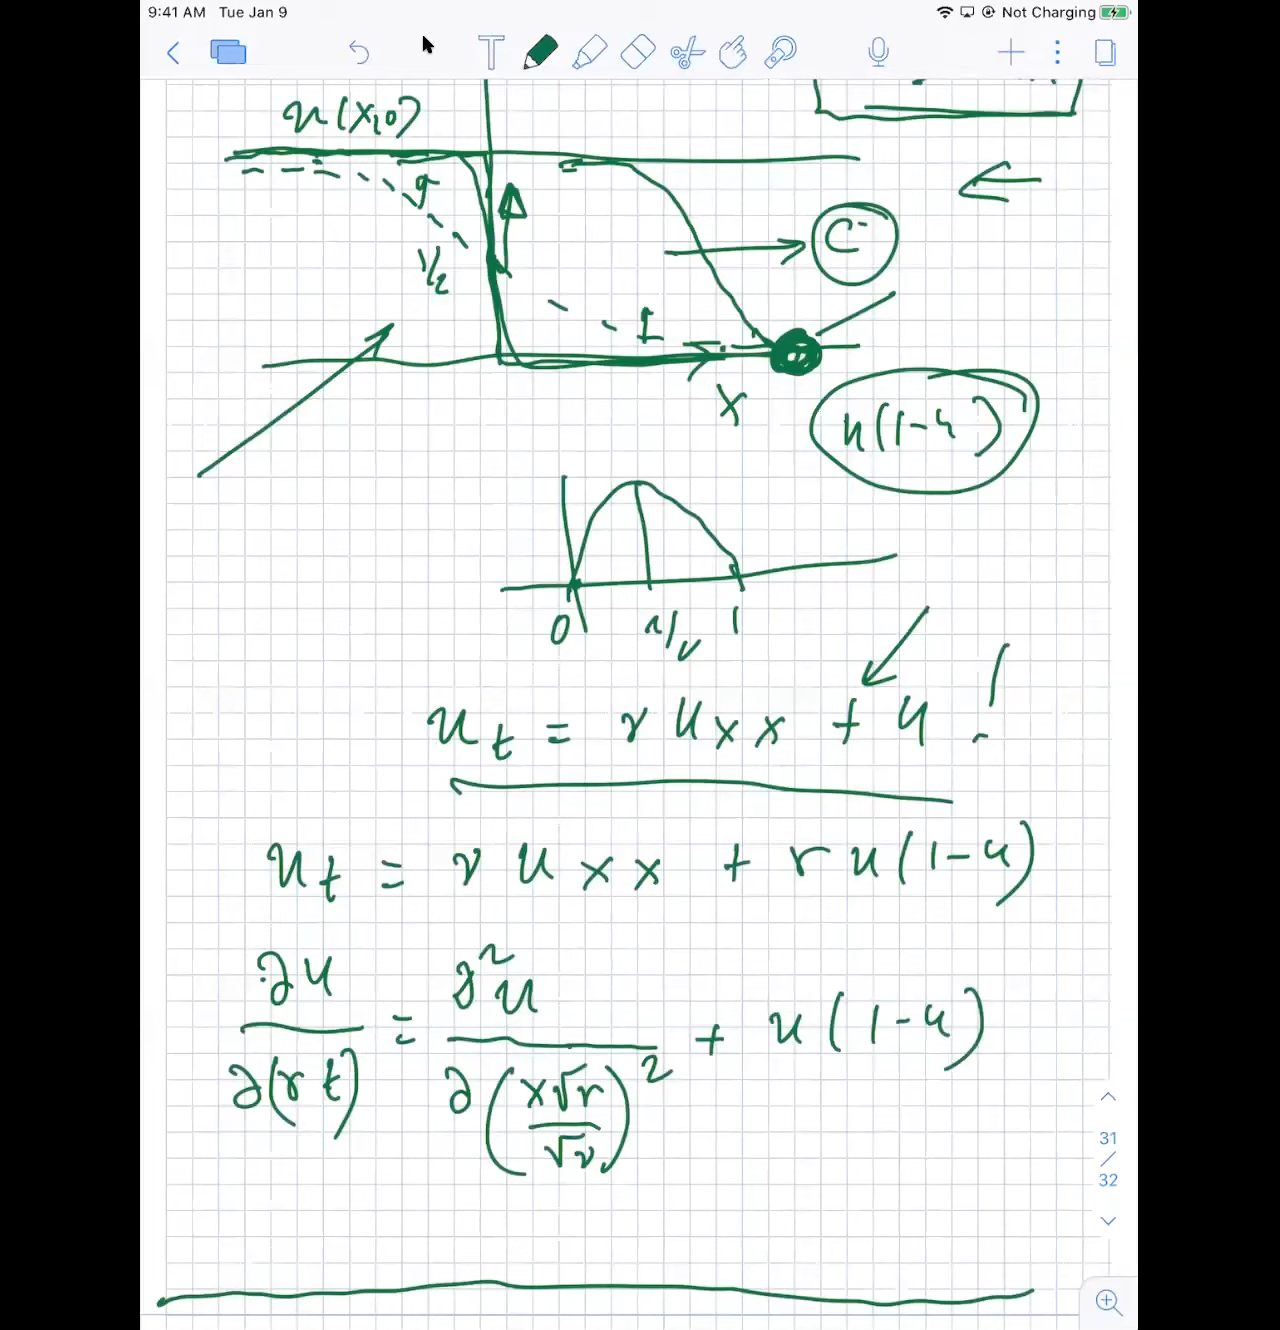 9:41 AM Tue Jan 9
Not Charging
T
u(x,0)
1/2
I
C
x
u(1-u)
0 1/2 1
u_t = ν u_xx + u !
u_t = ν u_xx + r u(1-u)
∂u/∂(rt) = ∂²u/∂(x√r/√ν)² + u(1-u)
31
/
32